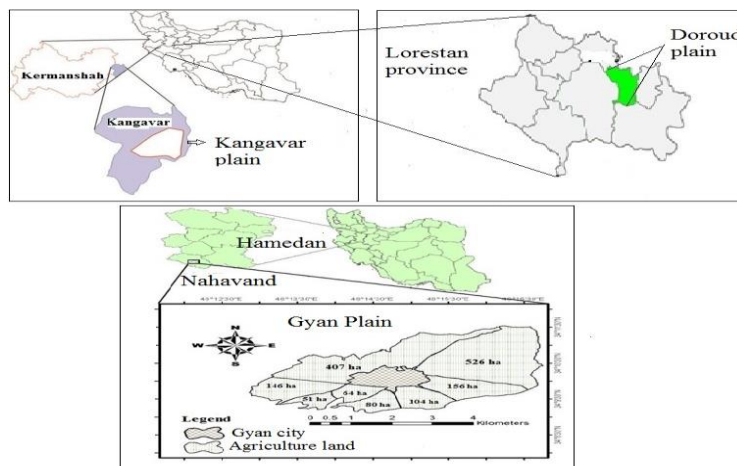 Kermanshah
Kangavar
Kangavar
plain
Lorestan
province
Doroud
plain
Hamedan
Nahavand
Gyan Plain
N
W
E
S
407 ha
526 ha
146 ha
51 ha
64 ha
80 ha
104 ha
156 ha
Legend
Gyan city
Agriculture land
0 0.5 1 2 3 4
Kilometers